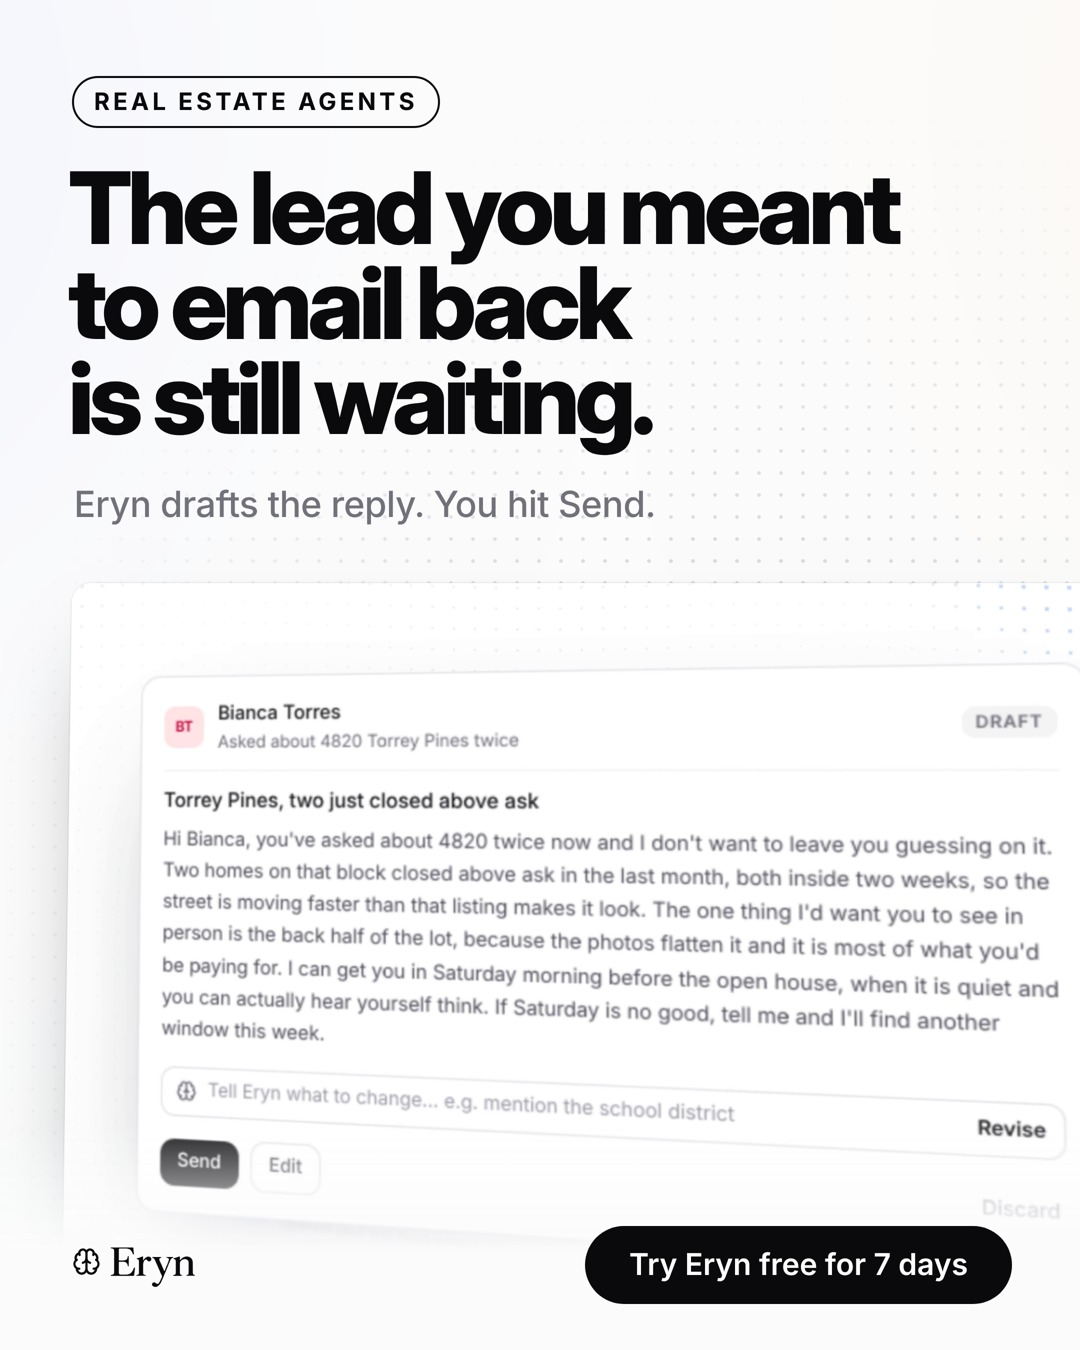 REAL ESTATE AGENTS
The lead you meant
to email back
is still waiting.
Eryn drafts the reply. You hit Send.
BT
Bianca Torres
DRAFT
Asked about 4820 Torrey Pines twice
Torrey Pines, two just closed above ask
Hi Bianca, you've asked about 4820 twice now and I don't want to leave you guessing on it.
Two homes on that block closed above ask in the last month, both inside two weeks, so the
street is moving faster than that listing makes it look. The one thing I'd want you to see in
person is the back half of the lot, because the photos flatten it and it is most of what you'd
be paying for. I can get you in Saturday morning before the open house, when it is quiet and
you can actually hear yourself think. If Saturday is no good, tell me and I'll find another
window this week.
Tell Eryn what to change... e.g. mention the school district
Revise
Send
Edit
Discard
Eryn
Try Eryn free for 7 days